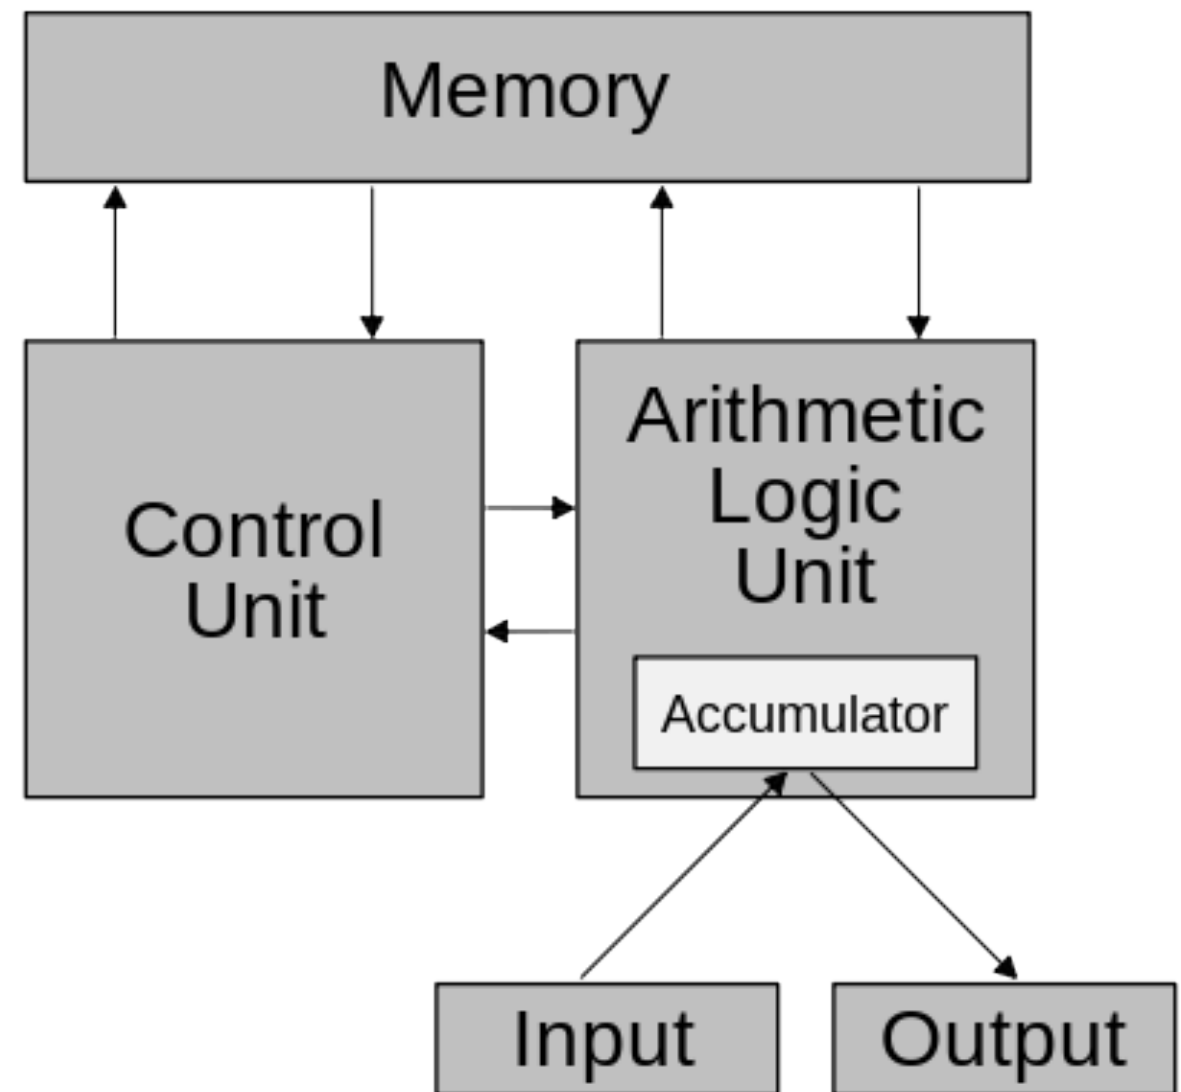 Memory
Control
Unit
Arithmetic
Logic
Unit
Accumulator
Input
Output